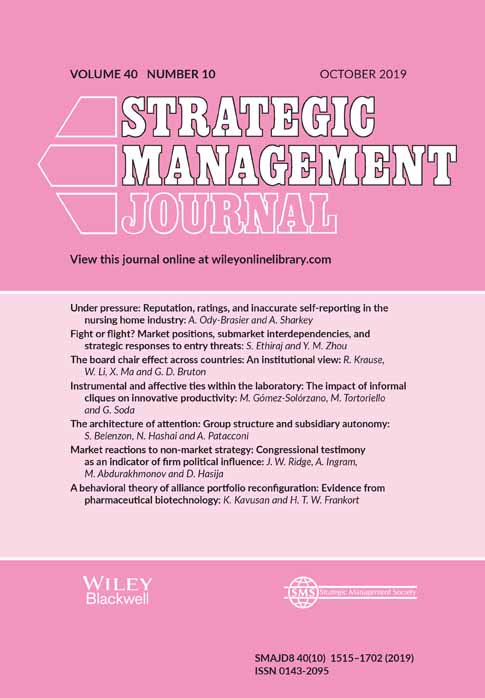 VOLUME 40 NUMBER 10 OCTOBER 2019
STRATEGIC
MANAGEMENT
JOURNAL
View this journal online at wileyonlinelibrary.com
Under pressure: Reputation, ratings, and inaccurate self-reporting in the
nursing home industry: A. Ody-Brasier and A. Sharkey
Fight or flight? Market positions, submarket interdependencies, and
strategic responses to entry threats: S. Ethiraj and Y. M. Zhou
The board chair effect across countries: An institutional view: R. Krause,
W. Li, X. Ma and G. D. Bruton
Instrumental and affective ties within the laboratory: The impact of informal
cliques on innovative productivity: M. Gómez-Solórzano, M. Tortoriello
and G. Soda
The architecture of attention: Group structure and subsidiary autonomy:
S. Belenzon, N. Hashai and A. Patacconi
Market reactions to non-market strategy: Congressional testimony
as an indicator of firm political influence: J. W. Ridge, A. Ingram,
M. Abdurakhmonov and D. Hasija
A behavioral theory of alliance portfolio reconfiguration: Evidence from
pharmaceutical biotechnology: K. Kavusan and H. T. W. Frankort
WILEY
Blackwell
SMS Strategic Management Society
SMAJD8 40(10) 1515–1702 (2019)
ISSN 0143-2095